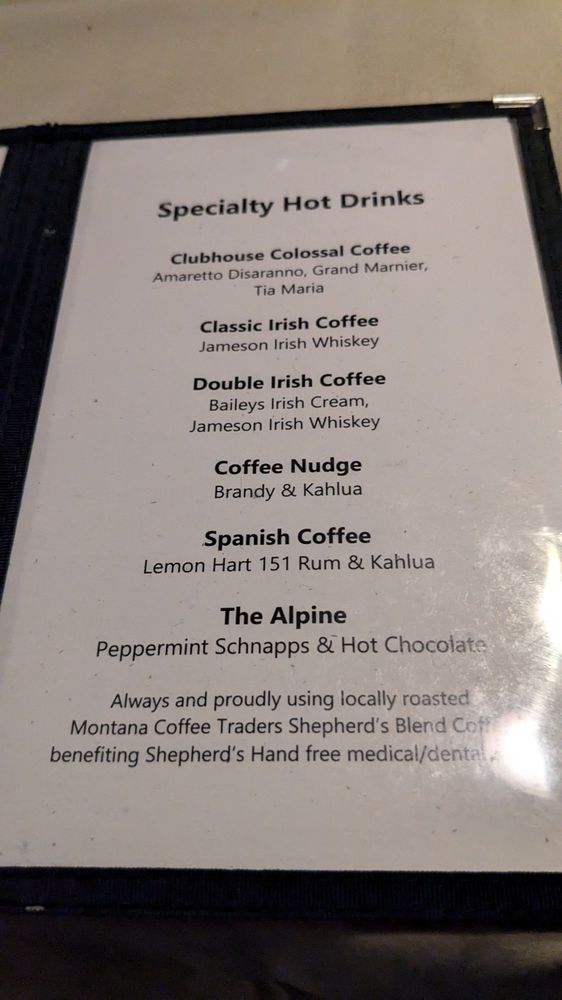 Specialty Hot Drinks
Clubhouse Colossal Coffee
Amaretto Disaranno, Grand Marnier,
Tia Maria
Classic Irish Coffee
Jameson Irish Whiskey
Double Irish Coffee
Baileys Irish Cream,
Jameson Irish Whiskey
Coffee Nudge
Brandy & Kahlua
Spanish Coffee
Lemon Hart 151 Rum & Kahlua
The Alpine
Peppermint Schnapps & Hot Chocolate
Always and proudly using locally roasted
Montana Coffee Traders Shepherd's Blend
benefiting Shepherd's Hand free medical/dental